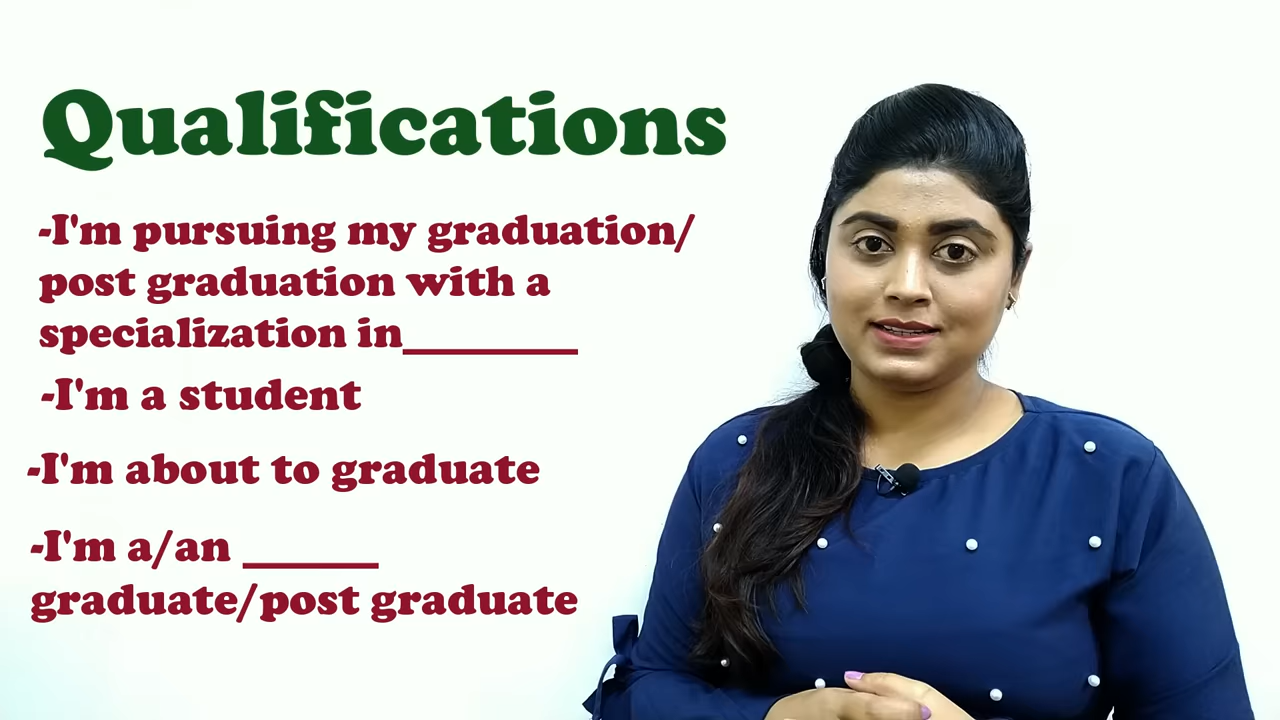 Qualifications
-I'm pursuing my graduation/
post graduation with a
specialization in________
-I'm a student
-I'm about to graduate
-I'm a/an ______
graduate/post graduate